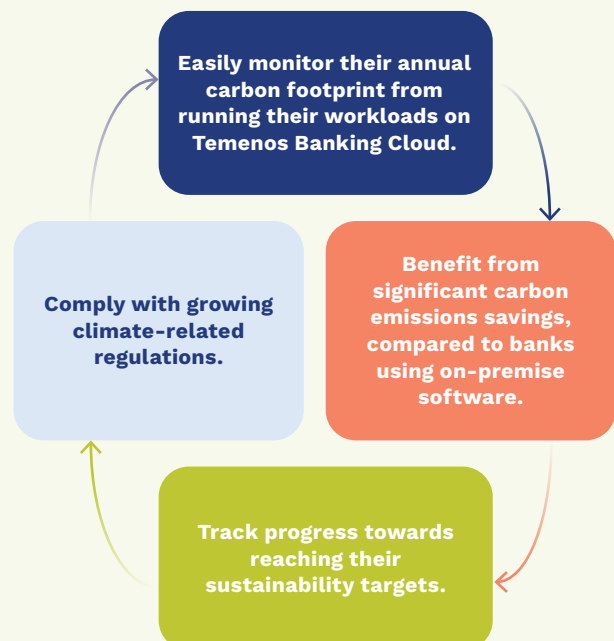 Easily monitor their annual
carbon footprint from
running their workloads on
Temenos Banking Cloud.
Benefit from
significant carbon
emissions savings,
compared to banks
using on-premise
software.
Track progress towards
reaching their
sustainability targets.
Comply with growing
climate-related
regulations.